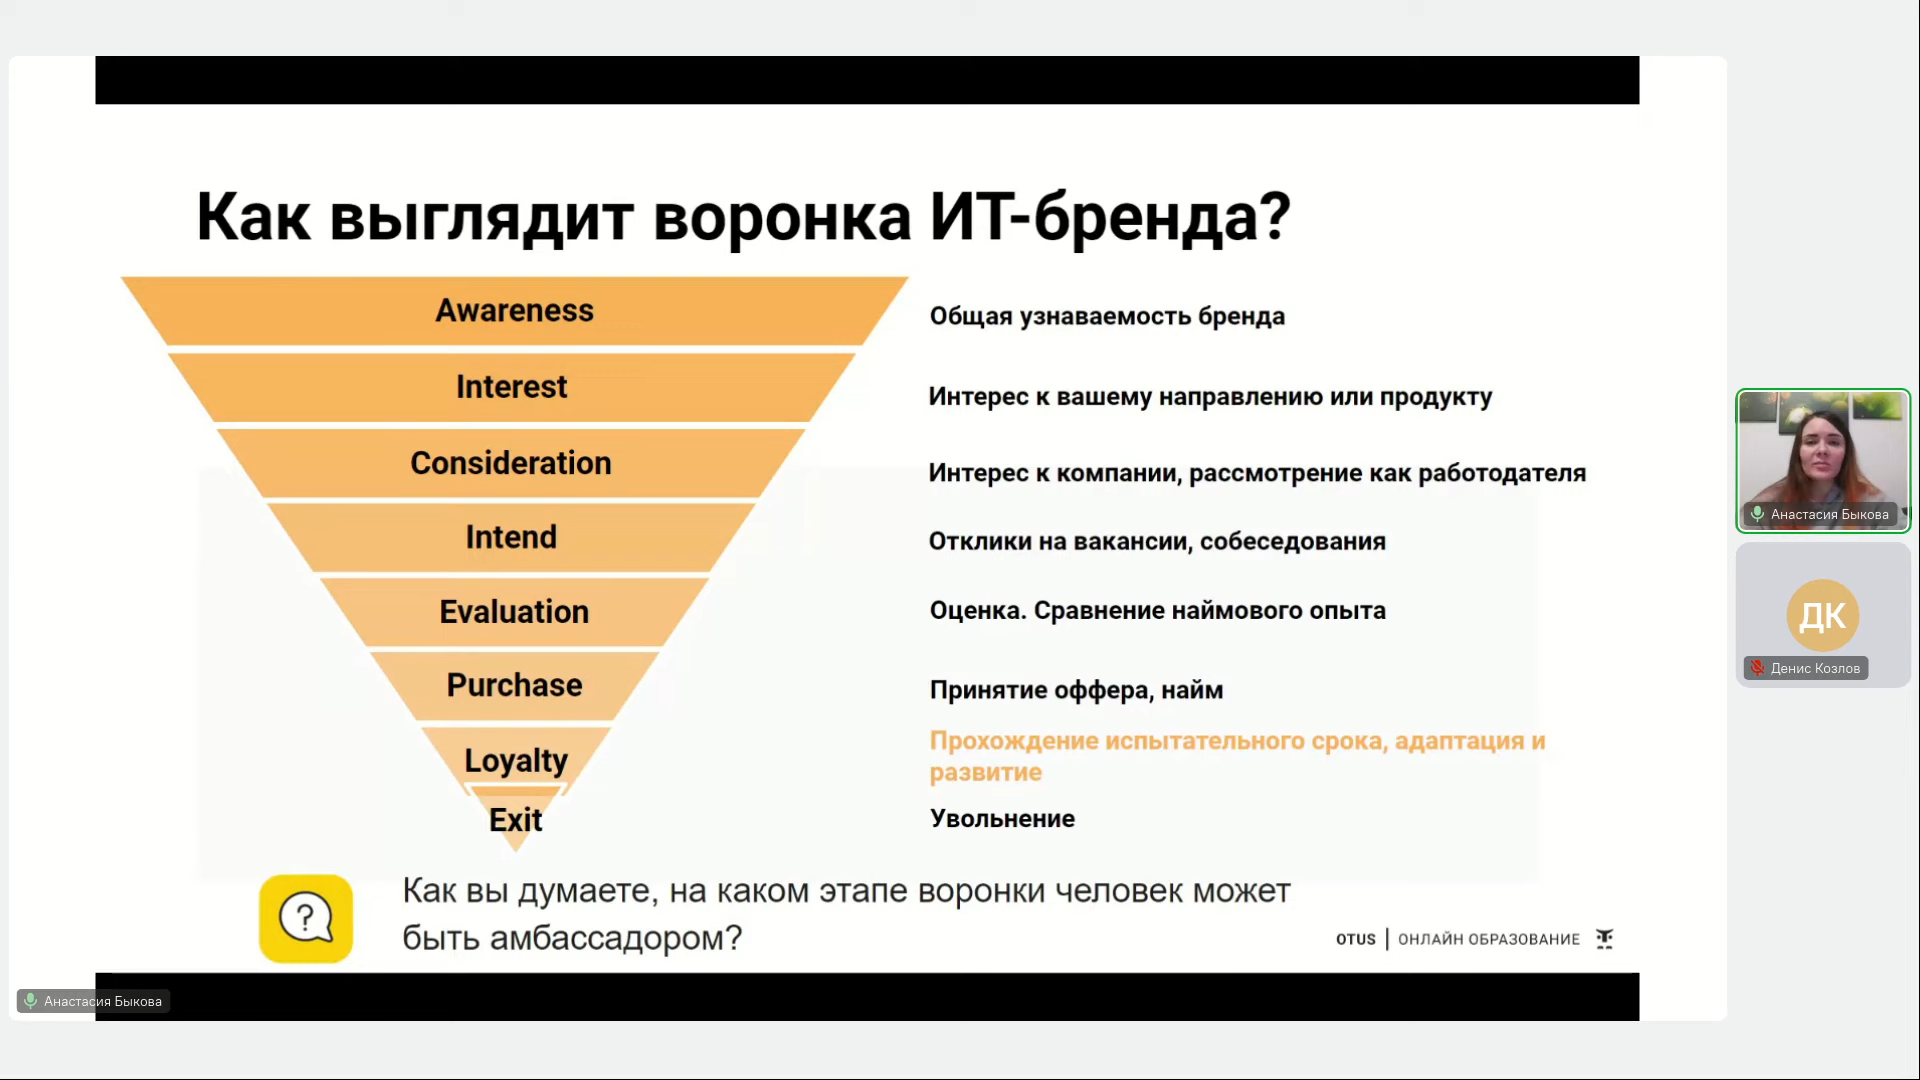 Как выглядит воронка ИТ-бренда?
Awareness
Общая узнаваемость бренда
Interest
Интерес к вашему направлению или продукту
Consideration
Интерес к компании, рассмотрение как работодателя
Intend
Отклики на вакансии, собеседования
Evaluation
Оценка. Сравнение наймового опыта
Purchase
Принятие оффера, найм
Loyalty
Прохождение испытательного срока, адаптация и
развитие
Exit
Увольнение
Как вы думаете, на каком этапе воронки человек может
быть амбассадором?
OTUS | ОНЛАЙН ОБРАЗОВАНИЕ
Анастасия Быкова
Анастасия Быкова
ДК
Денис Козлов